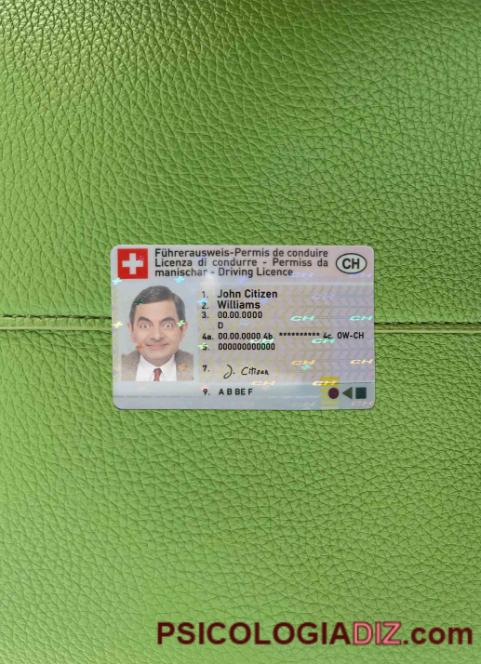 Führerausweis-Permis de conduire
Licenza di condurre - Permiss da
manischar - Driving Licence
CH
1. John Citizen
2. Williams
3. 00.00.0000
D
4a. 00.00.0000 4b ********** 4c. OW-CH
5. 000000000000
7. J. Citizen
9. A B BE F
CH CH
CH CH
CH CH
PSICOLOGIADIZ.com